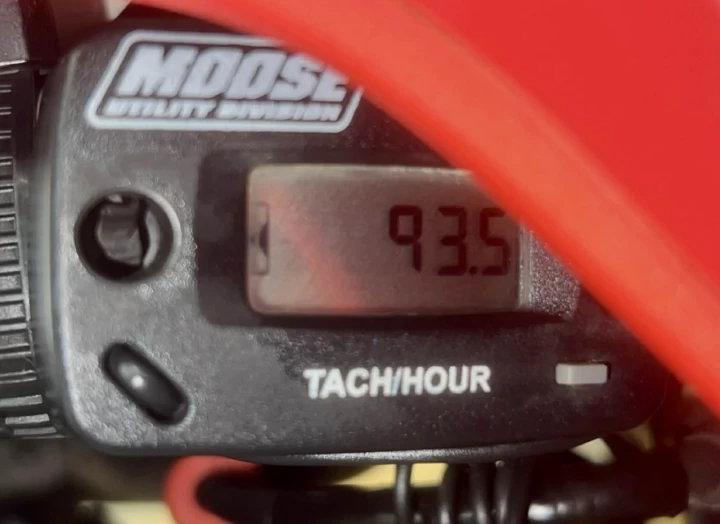 MOOSE
UTILITY DIVISION
93.5
TACH/HOUR